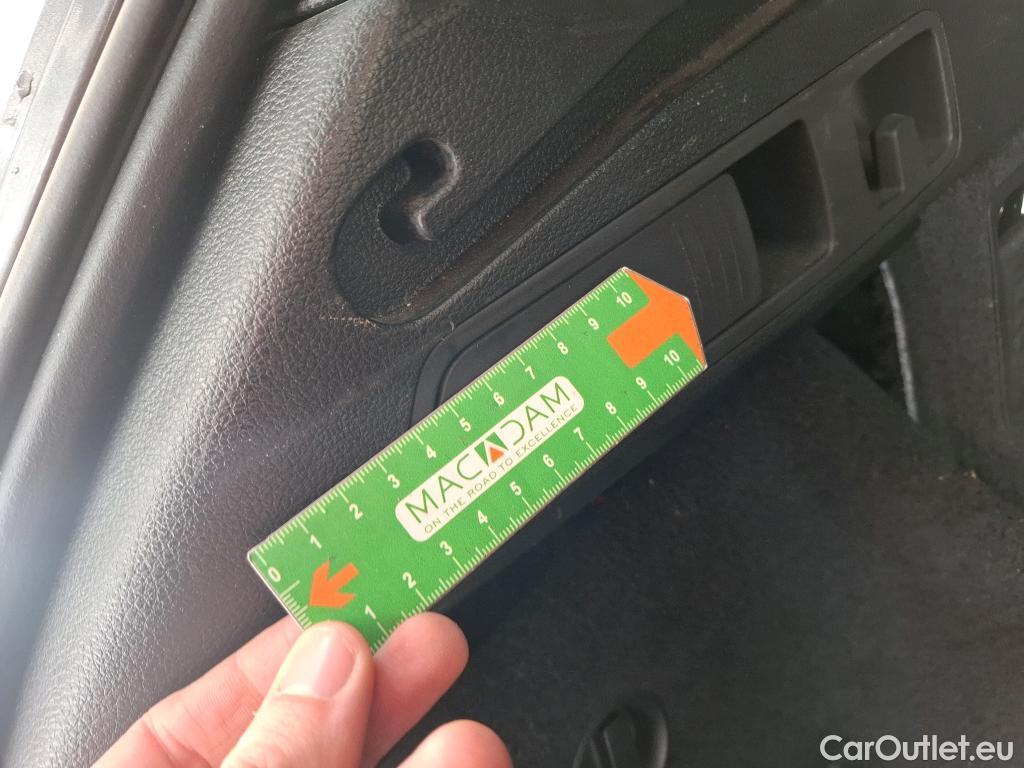 0 1 2 3 4 5 6 7 8 9 10
MACADAM
ON THE ROAD TO EXCELLENCE
1 2 3 4 5 6 7 8 9 10
CarOutlet.eu